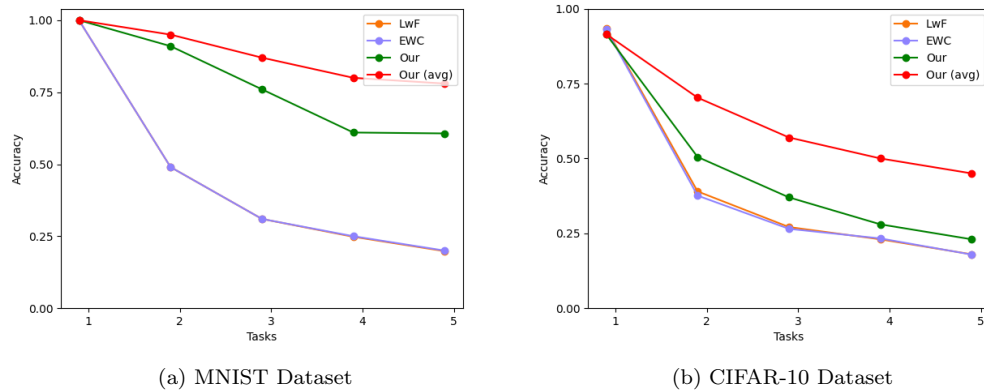 1.00
0.75
0.50
0.25
0.00
Accuracy
1 2 3 4 5
Tasks
LwF
EWC
Our
Our (avg)
(a) MNIST Dataset
1.00
0.75
0.50
0.25
0.00
Accuracy
1 2 3 4 5
Tasks
LwF
EWC
Our
Our (avg)
(b) CIFAR-10 Dataset